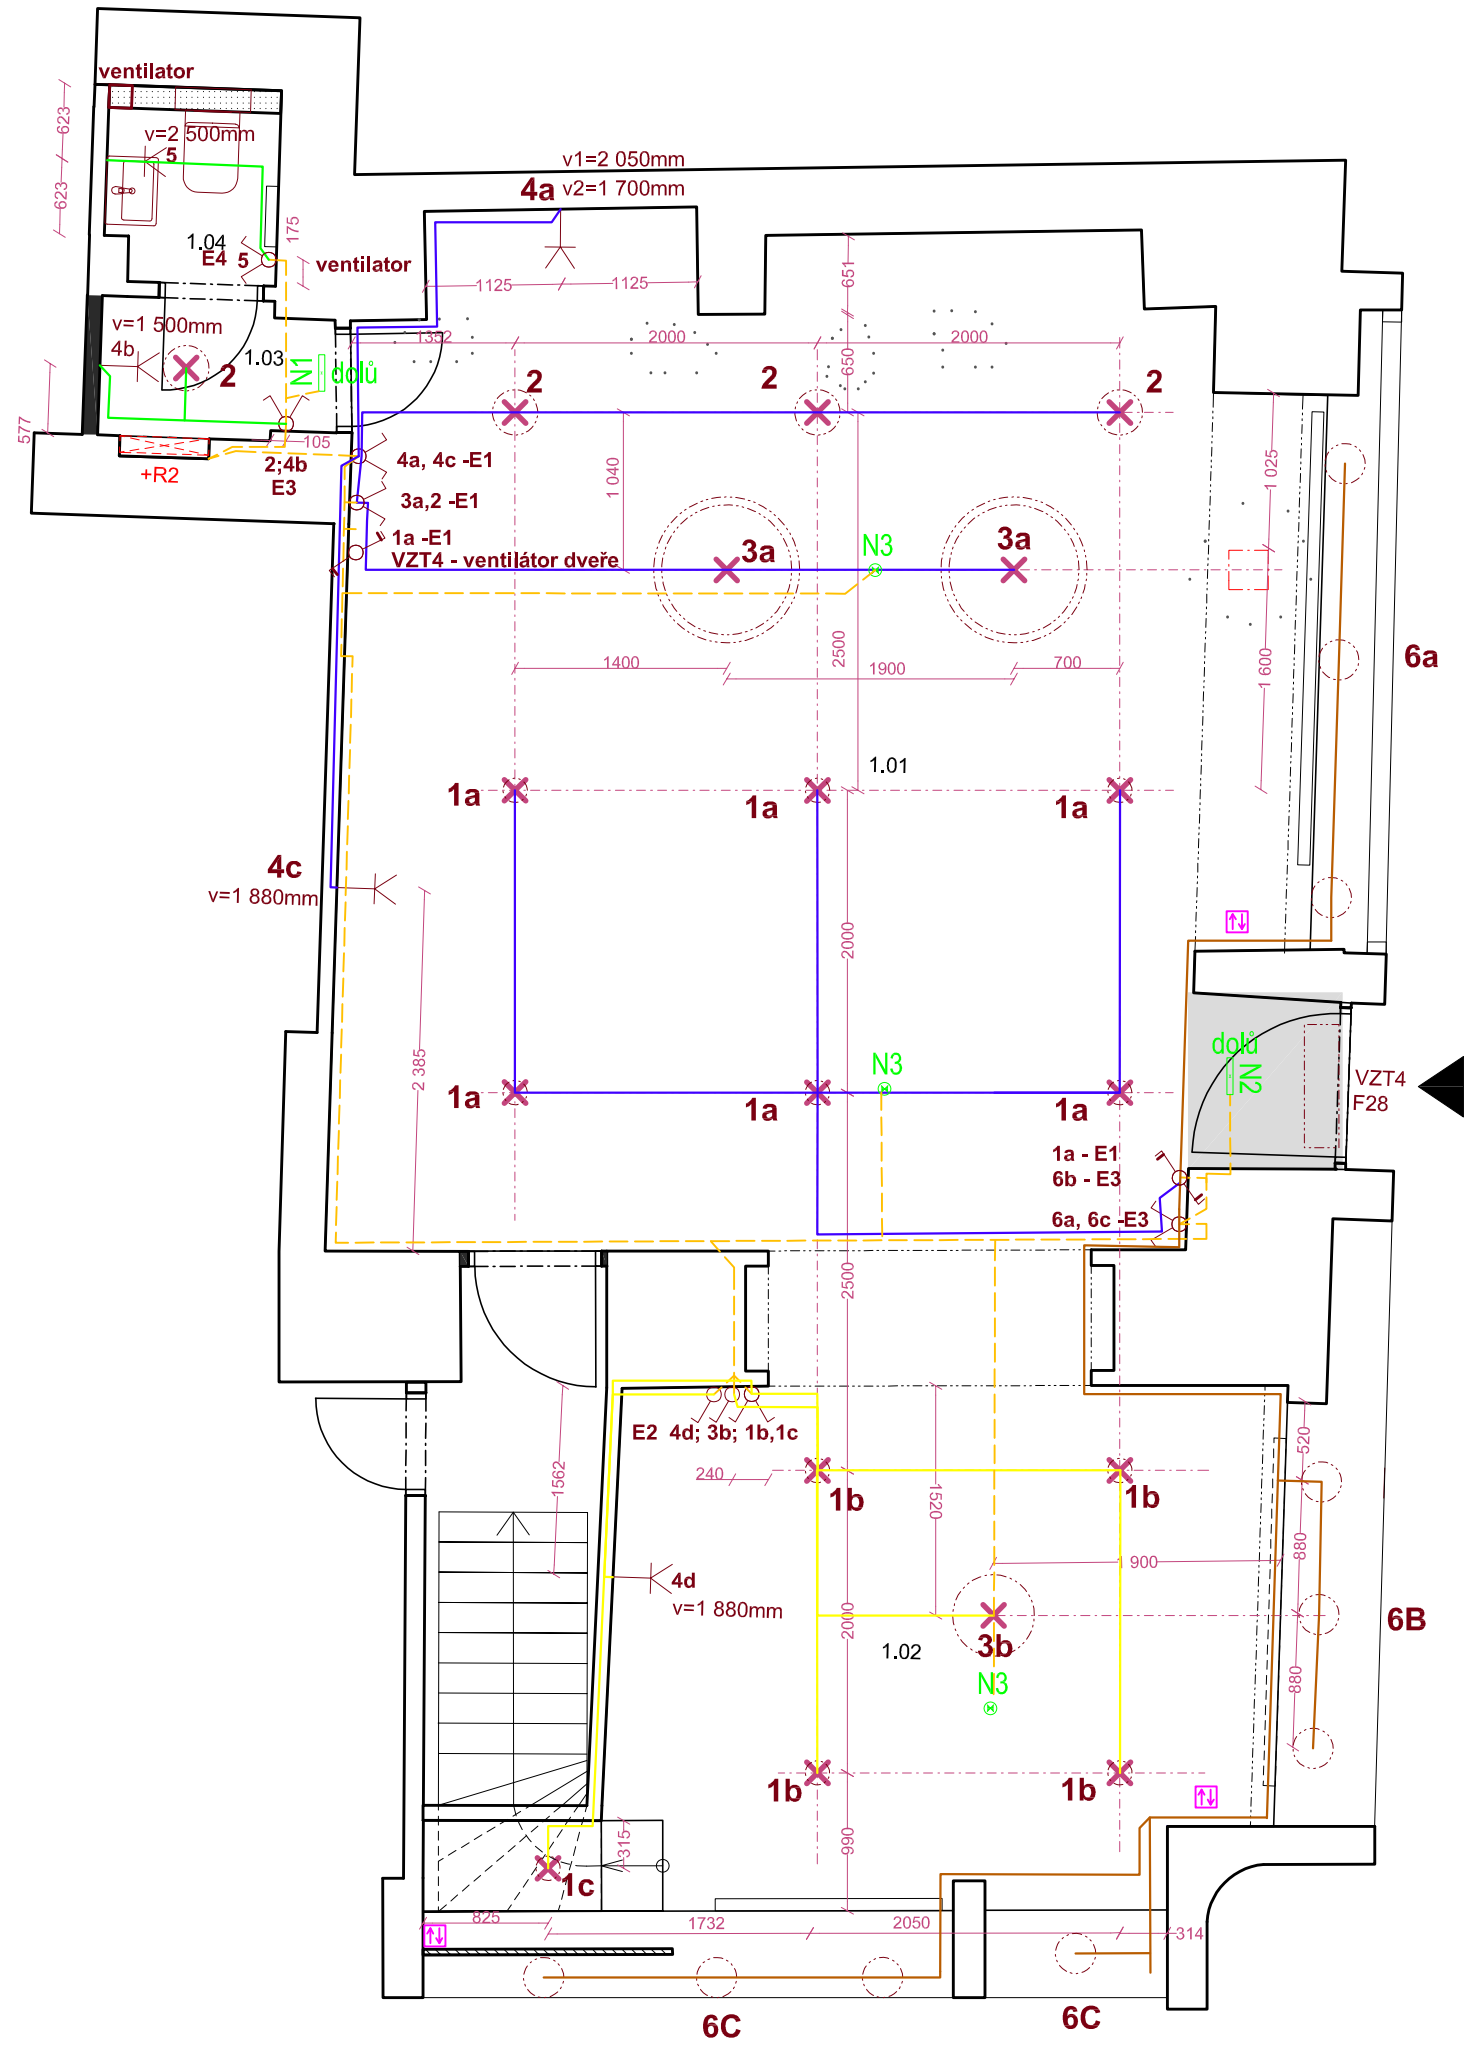 ventilator
v=2 500mm
5
623
623
v1=2 050mm
4a
v2=1 700mm
175
1.04
E4
5
ventilator
1125
1125
651
v=1 500mm
4b
1352
2000
2000
1.03
N1
dolů
2
2
2
2
650
577
105
+R2
2;4b
E3
4a, 4c -E1
3a,2 -E1
1a -E1
VZT4 - ventilátor dveře
1 040
1 025
3a
N3
3a
1400
2500
1900
700
1 600
6a
1.01
1a
1a
1a
4c
v=1 880mm
2000
2 385
N3
dolů
N2
VZT4
F28
1a
1a
1a
1a - E1
6b - E3
6a, 6c -E3
2500
E2 4d; 3b; 1b,1c
240
1562
1520
520
1b
1b
900
880
4d
v=1 880mm
2000
1.02
3b
6B
N3
880
1b
1b
990
315
1c
825
1732
2050
314
6C
6C